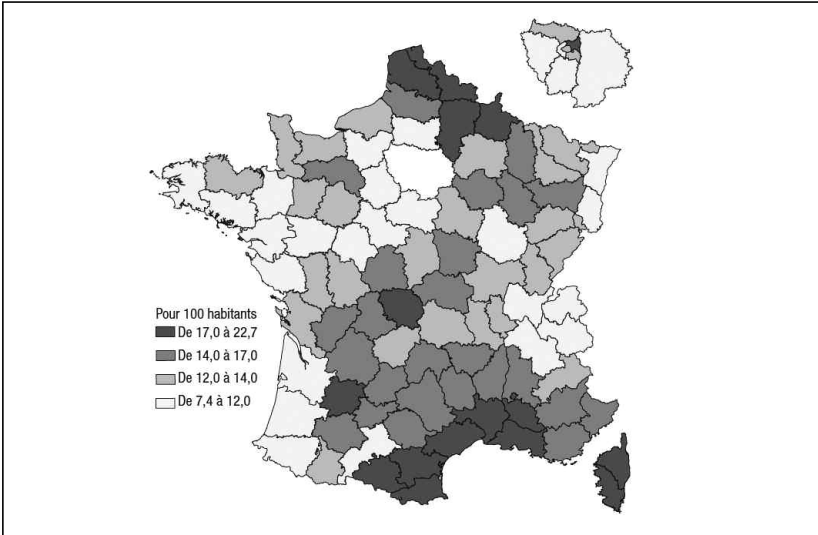 Pour 100 habitants
De 17,0 à 22,7
De 14,0 à 17,0
De 12,0 à 14,0
De 7,4 à 12,0